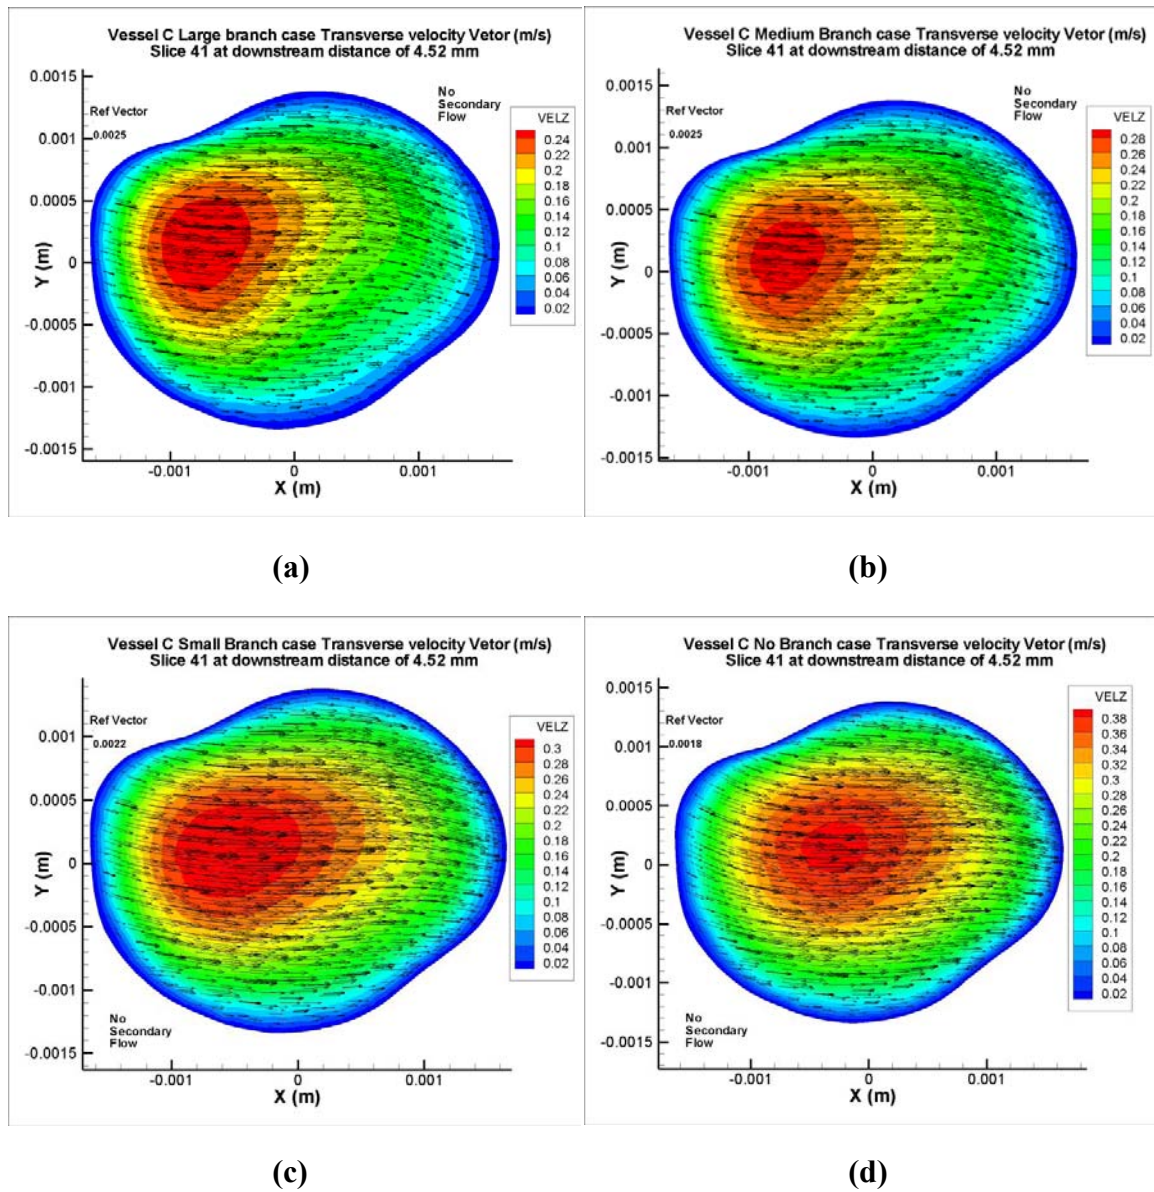 Vessel C Large branch case Transverse velocity Vetor (m/s)
Slice 41 at downstream distance of 4.52 mm
Ref Vector
0.0025
No
Secondary
Flow
VELZ
0.24
0.22
0.2
0.18
0.16
0.14
0.12
0.1
0.08
0.06
0.04
0.02
0.0015
0.001
0.0005
0
-0.0005
-0.001
-0.0015
Y (m)
-0.001
0
0.001
X (m)
(a)
Vessel C Medium Branch case Transverse velocity Vetor (m/s)
Slice 41 at downstream distance of 4.52 mm
Ref Vector
0.0025
No
Secondary
Flow
VELZ
0.28
0.26
0.24
0.22
0.2
0.18
0.16
0.14
0.12
0.1
0.08
0.06
0.04
0.02
0.0015
0.001
0.0005
0
-0.0005
-0.001
-0.0015
Y (m)
-0.001
0
0.001
X (m)
(b)
Vessel C Small Branch case Transverse velocity Vetor (m/s)
Slice 41 at downstream distance of 4.52 mm
Ref Vector
0.0022
VELZ
0.3
0.28
0.26
0.24
0.22
0.2
0.18
0.16
0.14
0.12
0.1
0.08
0.06
0.04
0.02
0.001
0.0005
0
-0.0005
-0.001
-0.0015
Y (m)
No
Secondary
Flow
-0.001
0
0.001
X (m)
(c)
Vessel C No Branch case Transverse velocity Vetor (m/s)
Slice 41 at downstream distance of 4.52 mm
Ref Vector
0.0018
VELZ
0.38
0.36
0.34
0.32
0.3
0.28
0.26
0.24
0.22
0.2
0.18
0.16
0.14
0.12
0.1
0.08
0.06
0.04
0.02
0.0015
0.001
0.0005
0
-0.0005
-0.001
-0.0015
Y (m)
No
Secondary
Flow
-0.001
0
0.001
X (m)
(d)